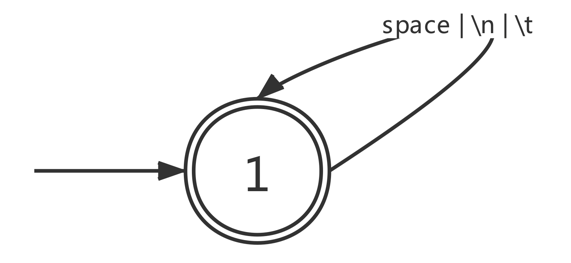 space | \n | \t
1